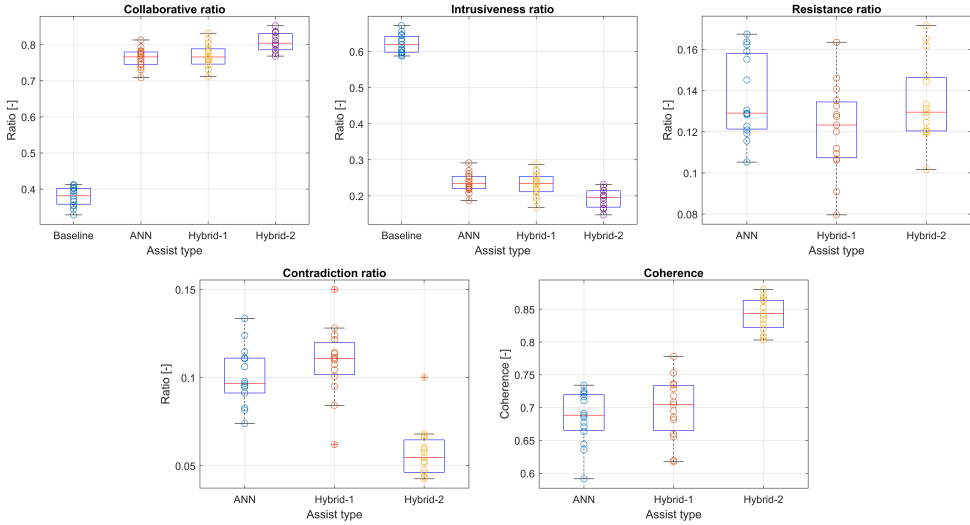 Collaborative ratio
Ratio [-]
0.8
0.7
0.6
0.5
0.4
Baseline ANN Hybrid-1 Hybrid-2
Assist type
Intrusiveness ratio
Ratio [-]
0.6
0.5
0.4
0.3
0.2
Baseline ANN Hybrid-1 Hybrid-2
Assist type
Resistance ratio
Ratio [-]
0.16
0.14
0.12
0.1
0.08
ANN Hybrid-1 Hybrid-2
Assist type
Contradiction ratio
Ratio [-]
0.15
0.1
0.05
ANN Hybrid-1 Hybrid-2
Assist type
Coherence
Coherence [-]
0.85
0.8
0.75
0.7
0.65
0.6
ANN Hybrid-1 Hybrid-2
Assist type